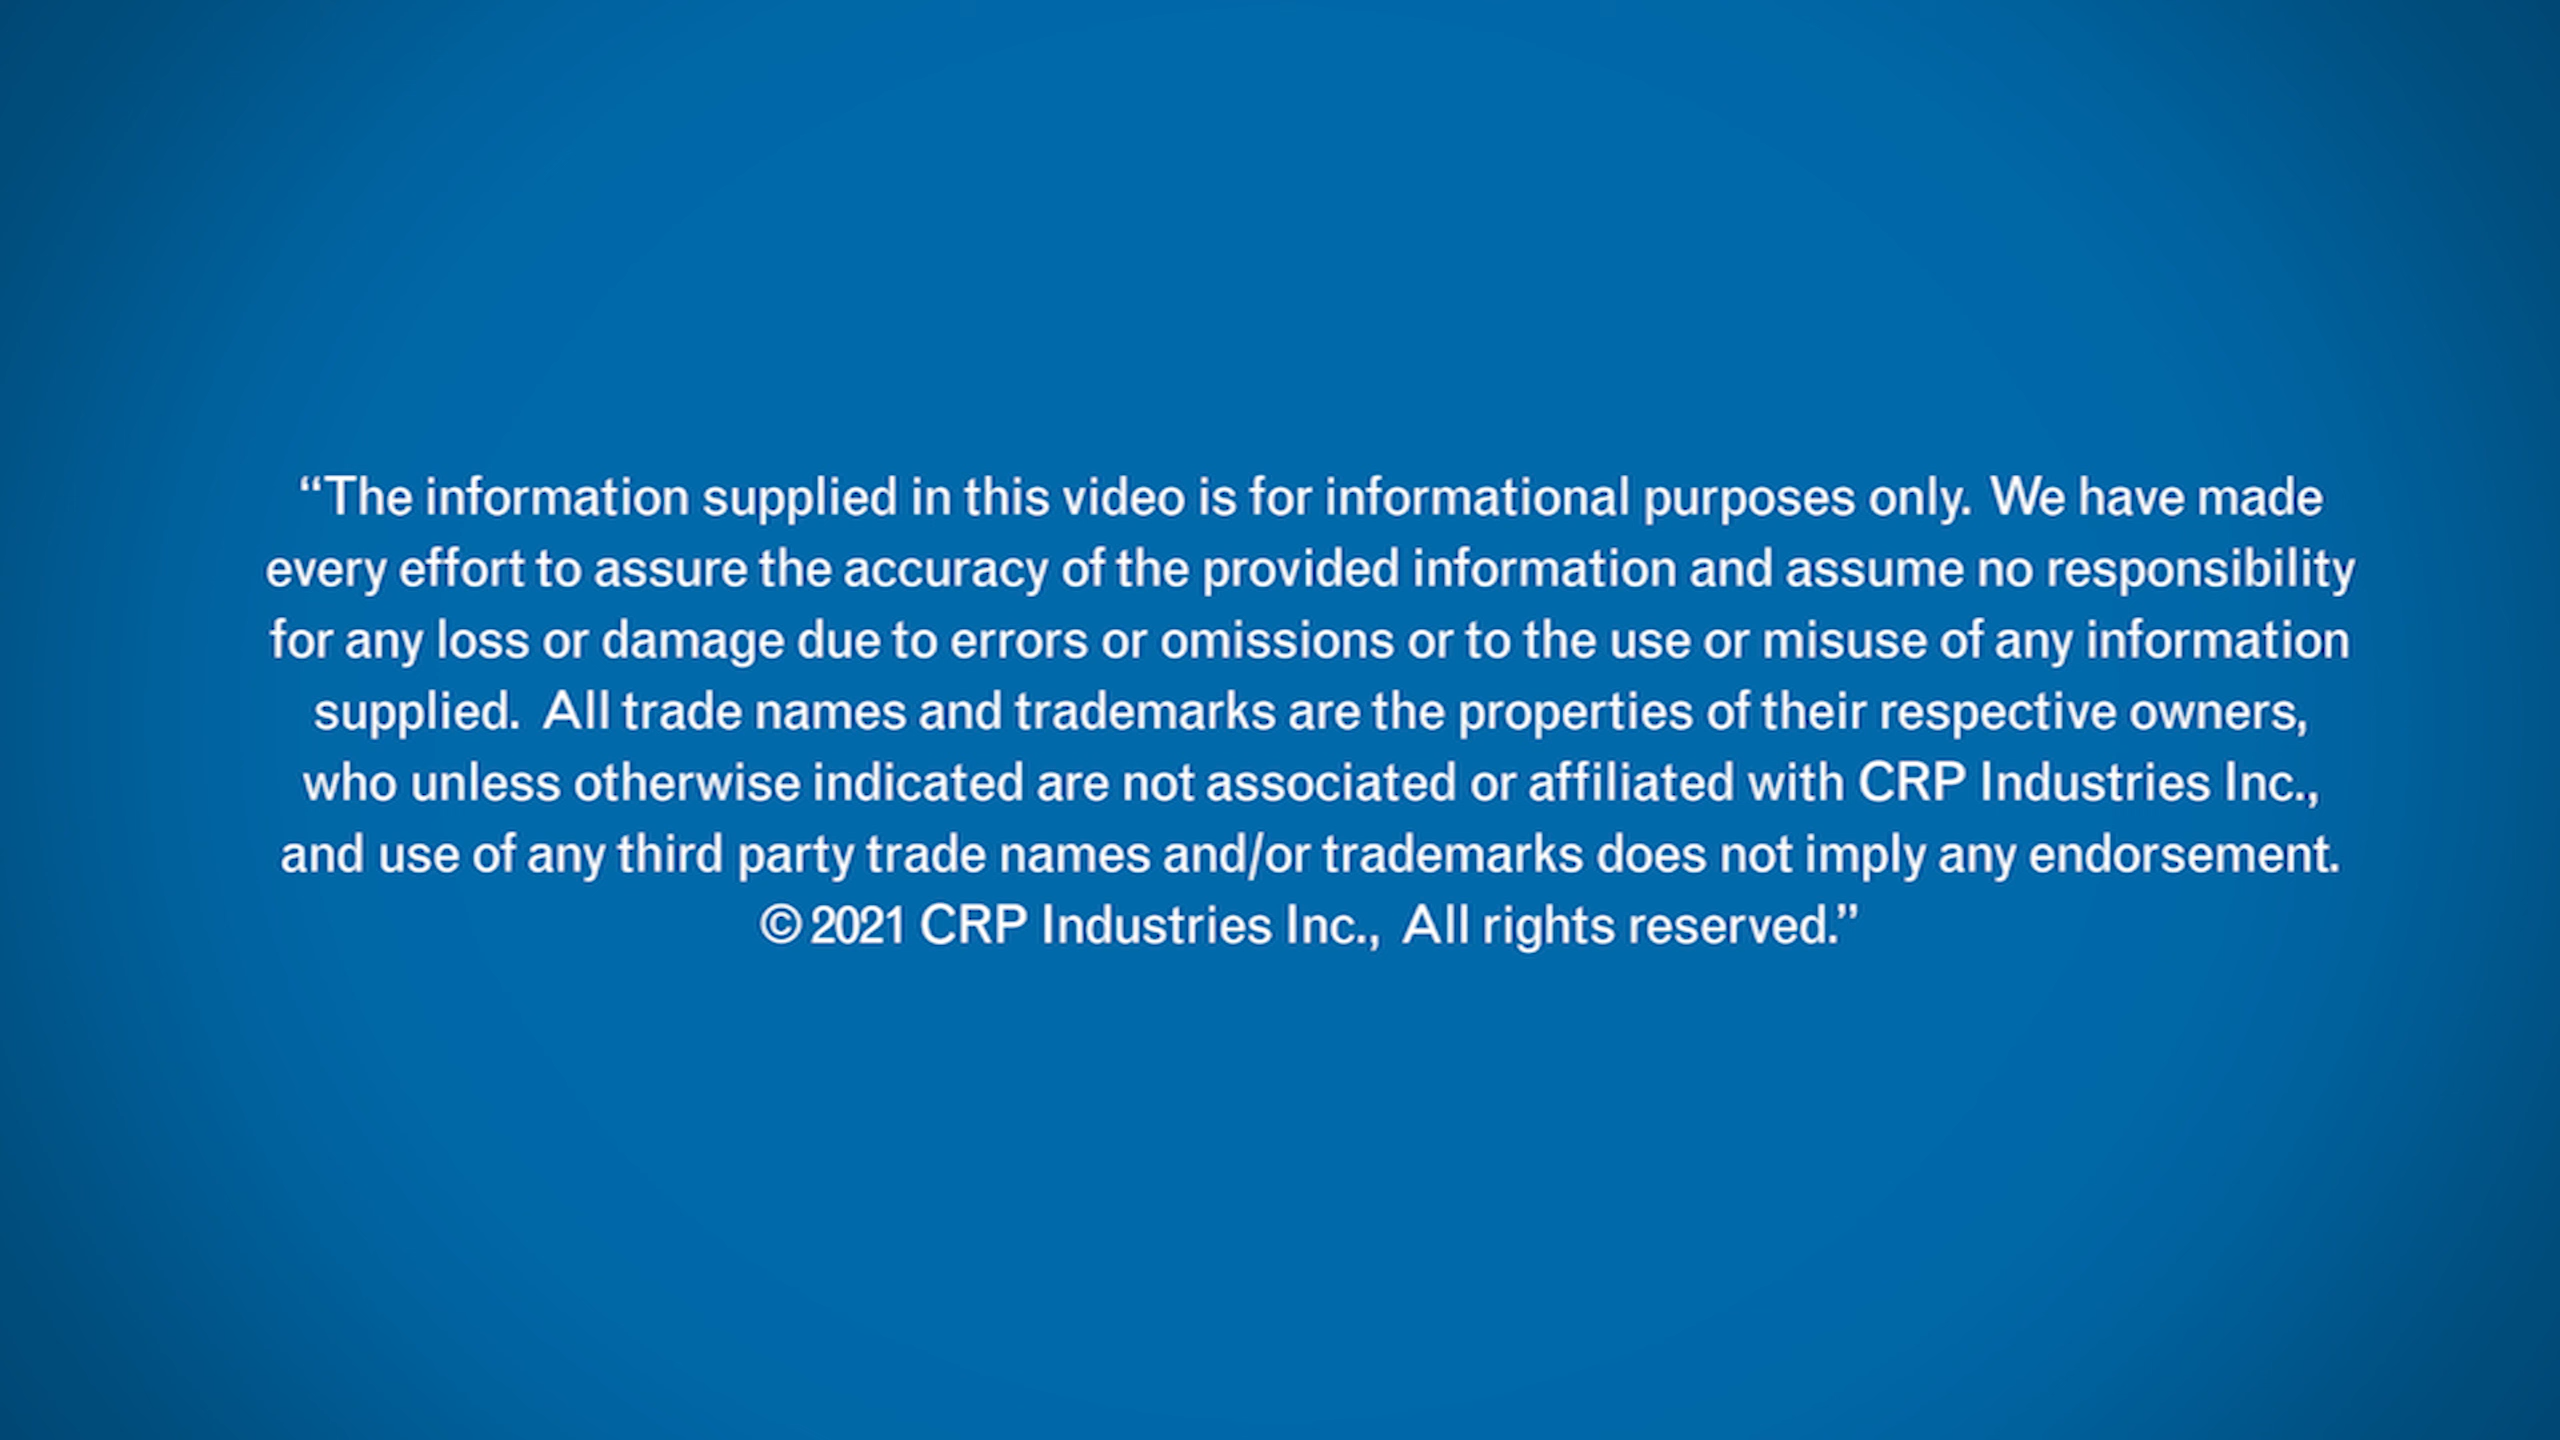 “The information supplied in this video is for informational purposes only.  We have made
every effort to assure the accuracy of the provided information and assume no responsibility
for any loss or damage due to errors or omissions or to the use or misuse of any information
supplied.  All trade names and trademarks are the properties of their respective owners,
who unless otherwise indicated are not associated or affiliated with CRP Industries Inc.,
and use of any third party trade names and/or trademarks does not imply any endorsement.
© 2021 CRP Industries Inc.,  All rights reserved.”